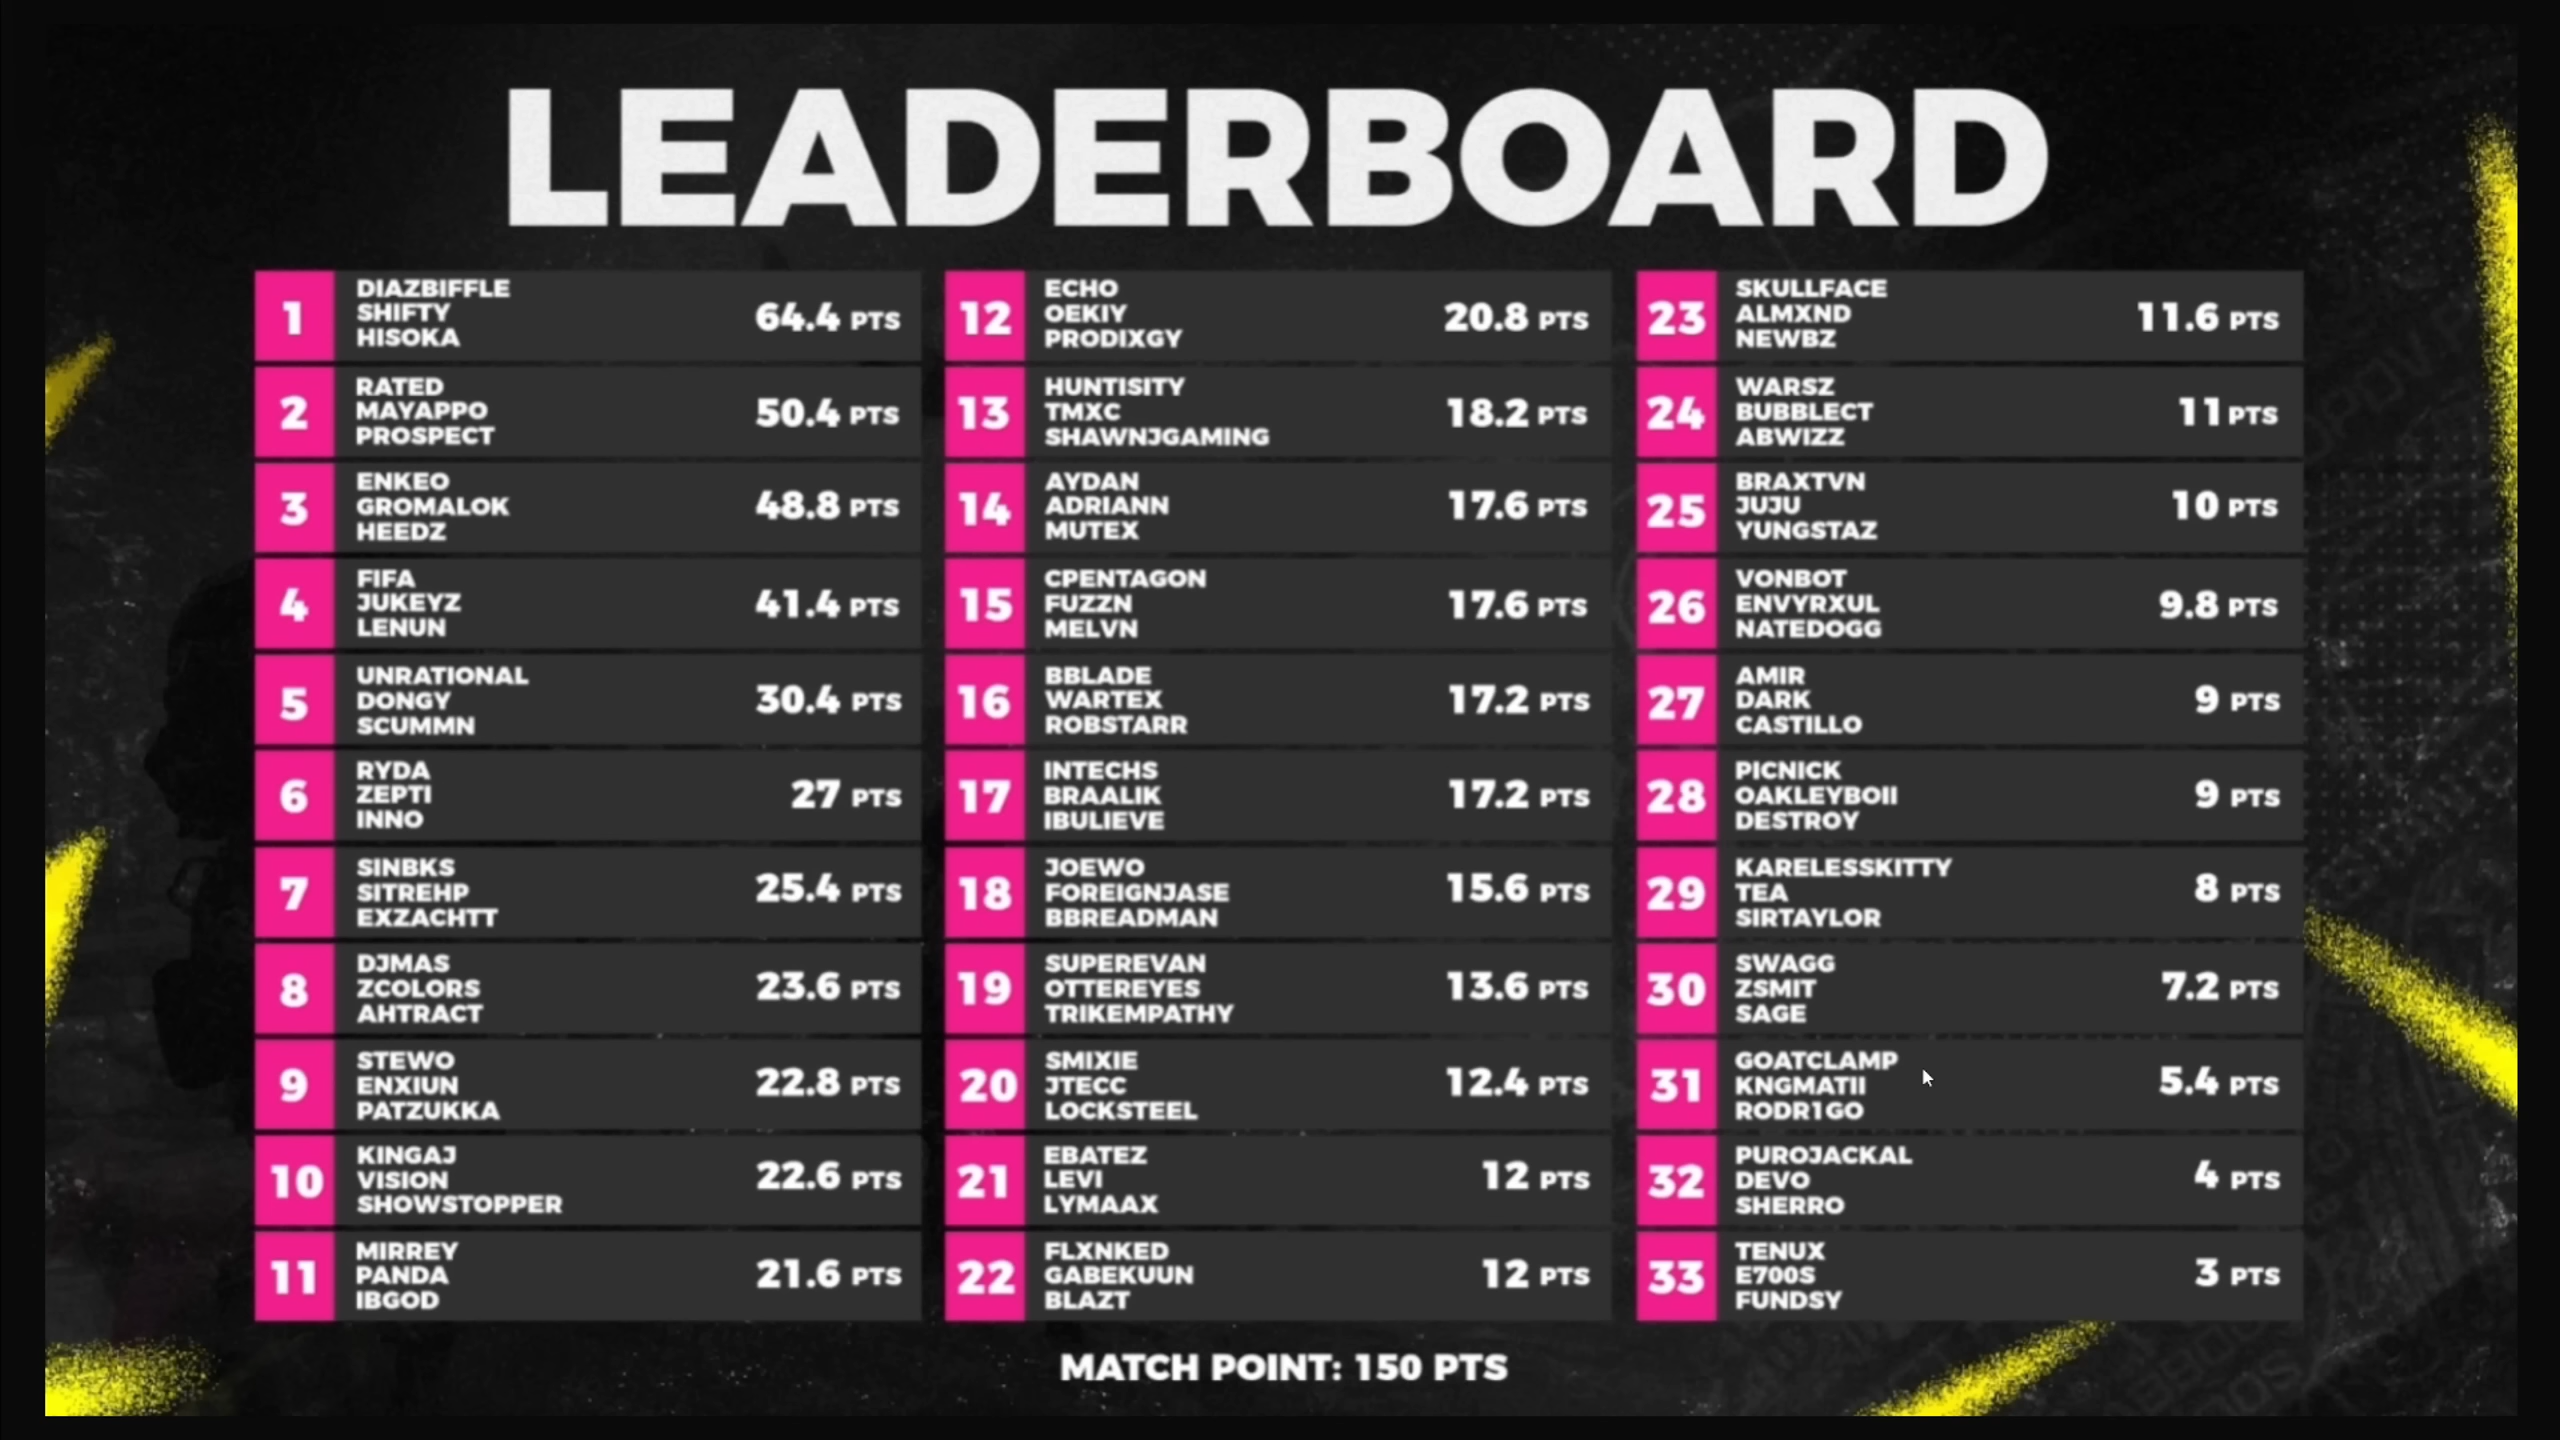 LEADERBOARD
1
DIAZBIFFLE
SHIFTY
HISOKA
64.4 PTS
2
RATED
MAYAPPO
PROSPECT
50.4 PTS
3
ENKEO
GROMALOK
HEEDZ
48.8 PTS
4
FIFA
JUKEYZ
LENUN
41.4 PTS
5
UNRATIONAL
DONGY
SCUMMN
30.4 PTS
6
RYDA
ZEPTI
INNO
27 PTS
7
SINBKS
SITREHP
EXZACHTT
25.4 PTS
8
DJMAS
ZCOLORS
AHTRACT
23.6 PTS
9
STEWO
ENXIUN
PATZUKKA
22.8 PTS
10
KINGAJ
VISION
SHOWSTOPPER
22.6 PTS
11
MIRREY
PANDA
IBGOD
21.6 PTS
12
ECHO
OEKIY
PRODIXGY
20.8 PTS
13
HUNTISITY
TMXC
SHAWNJGAMING
18.2 PTS
14
AYDAN
ADRIANN
MUTEX
17.6 PTS
15
CPENTAGON
FUZZN
MELVN
17.6 PTS
16
BBLADE
WARTEX
ROBSTARR
17.2 PTS
17
INTECHS
BRAALIK
IBULIEVE
17.2 PTS
18
JOEWO
FOREIGNJASE
BBREADMAN
15.6 PTS
19
SUPEREVAN
OTTEREYES
TRIKEMPATHY
13.6 PTS
20
SMIXIE
JTECC
LOCKSTEEL
12.4 PTS
21
EBATEZ
LEVI
LYMAAX
12 PTS
22
FLXNKED
GABEKUUN
BLAZT
12 PTS
23
SKULLFACE
ALMXND
NEWBZ
11.6 PTS
24
WARSZ
BUBBLECT
ABWIZZ
11 PTS
25
BRAXTVN
JUJU
YUNGSTAZ
10 PTS
26
VONBOT
ENVYRXUL
NATEDOGG
9.8 PTS
27
AMIR
DARK
CASTILLO
9 PTS
28
PICNICK
OAKLEYBOII
DESTROY
9 PTS
29
KARELESSKITTY
TEA
SIRTAYLOR
8 PTS
30
SWAGG
ZSMIT
SAGE
7.2 PTS
31
GOATCLAMP
KNGMATII
RODR1GO
5.4 PTS
32
PUROJACKAL
DEVO
SHERRO
4 PTS
33
TENUX
E700S
FUNDSY
3 PTS
MATCH POINT: 150 PTS